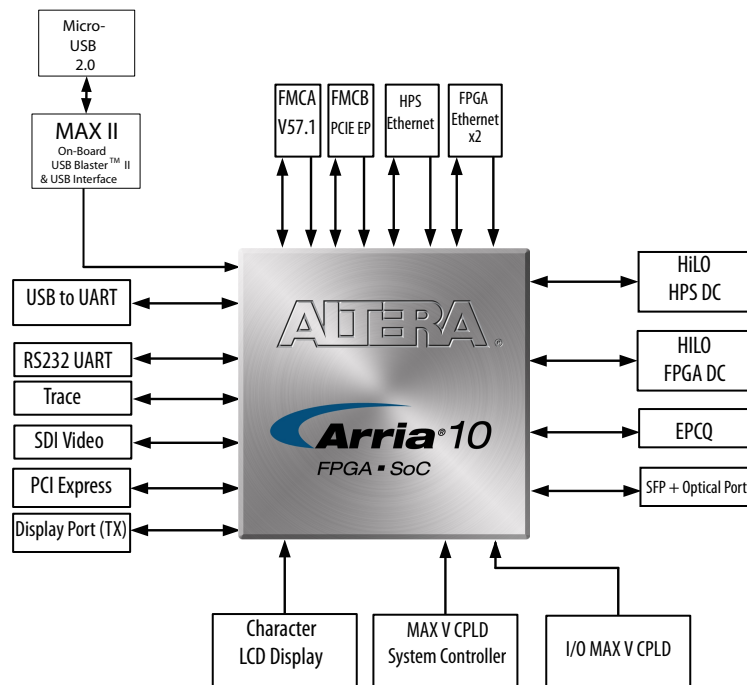 Micro-
USB
2.0
MAX II
On-Board
USB Blaster™ II
& USB Interface
FMCA
V57.1
FMCB
PCIE EP
HPS
Ethernet
FPGA
Ethernet
x2
USB to UART
RS232 UART
Trace
SDI Video
PCI Express
Display Port (TX)
ALTERA®
Arria® 10
FPGA ▪ SoC
HiLO
HPS DC
HILO
FPGA DC
EPCQ
SFP + Optical Port
Character
LCD Display
MAX V CPLD
System Controller
I/O MAX V CPLD